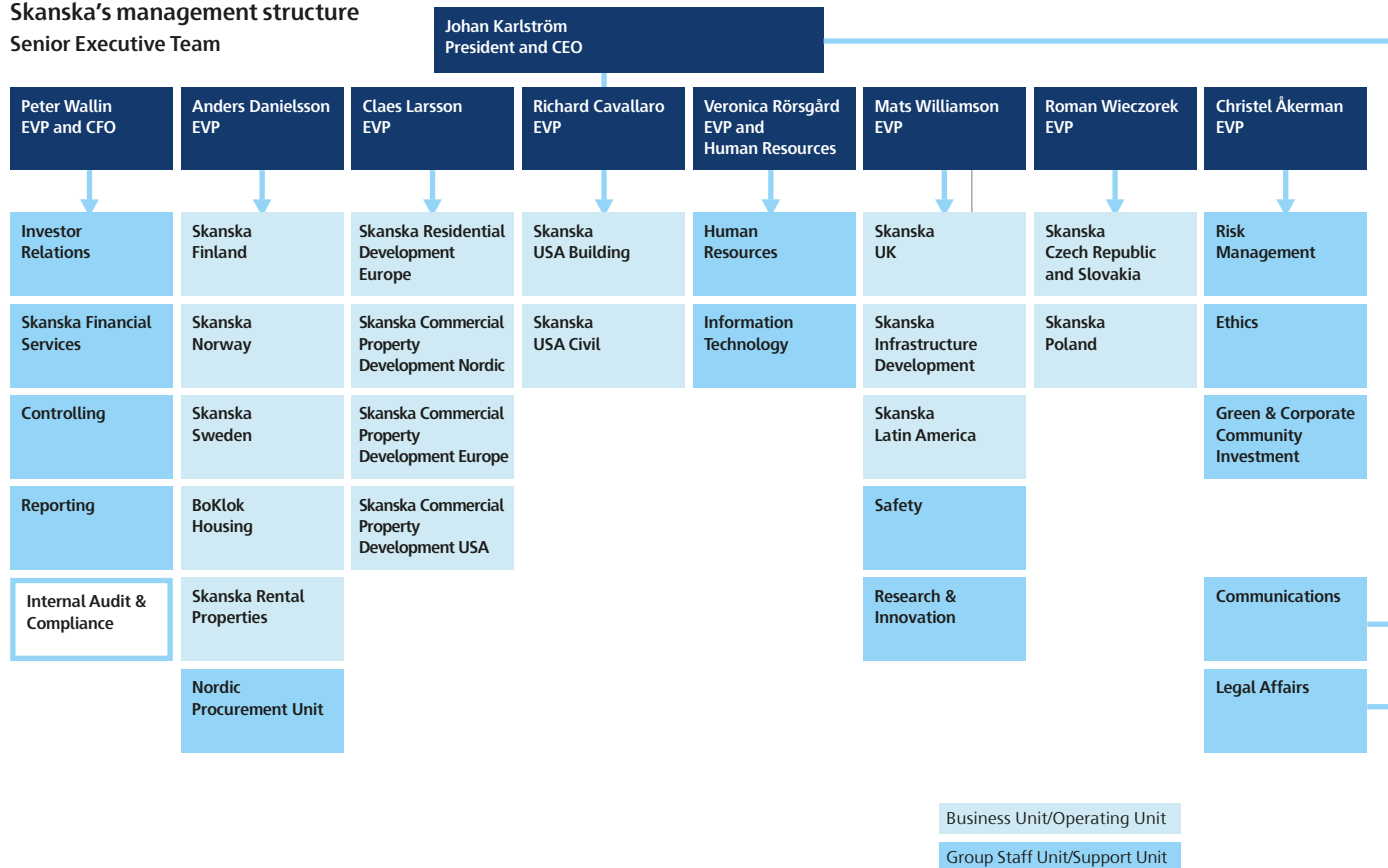 Skanska's management structure
Senior Executive Team
Johan Karlström
President and CEO
Peter Wallin
EVP and CFO
Anders Danielsson
EVP
Claes Larsson
EVP
Richard Cavallaro
EVP
Veronica Rörsgård
EVP and
Human Resources
Mats Williamson
EVP
Roman Wieczorek
EVP
Christel Åkerman
EVP
Investor
Relations
Skanska
Finland
Skanska Residential
Development
Europe
Skanska
USA Building
Human
Resources
Skanska
UK
Skanska
Czech Republic
and Slovakia
Risk
Management
Skanska Financial
Services
Skanska
Norway
Skanska Commercial
Property
Development Nordic
Skanska
USA Civil
Information
Technology
Skanska
Infrastructure
Development
Skanska
Poland
Ethics
Controlling
Skanska
Sweden
Skanska Commercial
Property
Development Europe
Skanska
Latin America
Green & Corporate
Community
Investment
Reporting
BoKlok
Housing
Skanska Commercial
Property
Development USA
Safety
Internal Audit &
Compliance
Skanska Rental
Properties
Research &
Innovation
Communications
Nordic
Procurement Unit
Legal Affairs
Business Unit/Operating Unit
Group Staff Unit/Support Unit